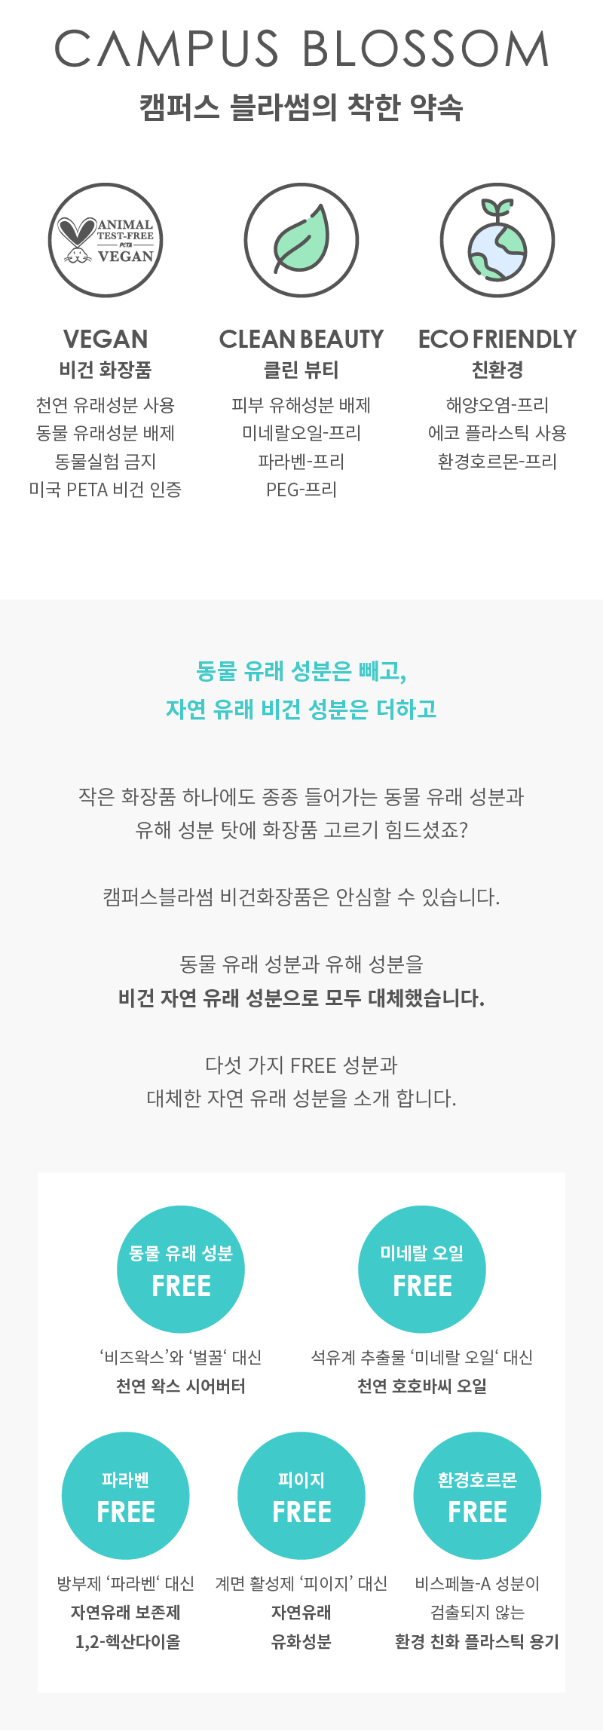 CAMPUS BLOSSOM
캠퍼스 블라썸의 착한 약속
ANIMAL
TEST-FREE
PETA
VEGAN
VEGAN
비건 화장품
천연 유래성분 사용
동물 유래성분 배제
동물실험 금지
미국 PETA 비건 인증
CLEAN BEAUTY
클린 뷰티
피부 유해성분 배제
미네랄오일-프리
파라벤-프리
PEG-프리
ECO FRIENDLY
친환경
해양오염-프리
에코 플라스틱 사용
환경호르몬-프리
동물 유래 성분은 빼고,
자연 유래 비건 성분은 더하고
작은 화장품 하나에도 종종 들어가는 동물 유래 성분과
유해 성분 탓에 화장품 고르기 힘드셨죠?
캠퍼스블라썸 비건화장품은 안심할 수 있습니다.
동물 유래 성분과 유해 성분을
비건 자연 유래 성분으로 모두 대체했습니다.
다섯 가지 FREE 성분과
대체한 자연 유래 성분을 소개 합니다.
동물 유래 성분
FREE
‘비즈왁스’와 ‘벌꿀‘ 대신
천연 왁스 시어버터
미네랄 오일
FREE
석유계 추출물 ‘미네랄 오일‘ 대신
천연 호호바씨 오일
파라벤
FREE
방부제 ‘파라벤‘ 대신
자연유래 보존제
1,2-헥산다이올
피이지
FREE
계면 활성제 ‘피이지’ 대신
자연유래
유화성분
환경호르몬
FREE
비스페놀-A 성분이
검출되지 않는
환경 친화 플라스틱 용기